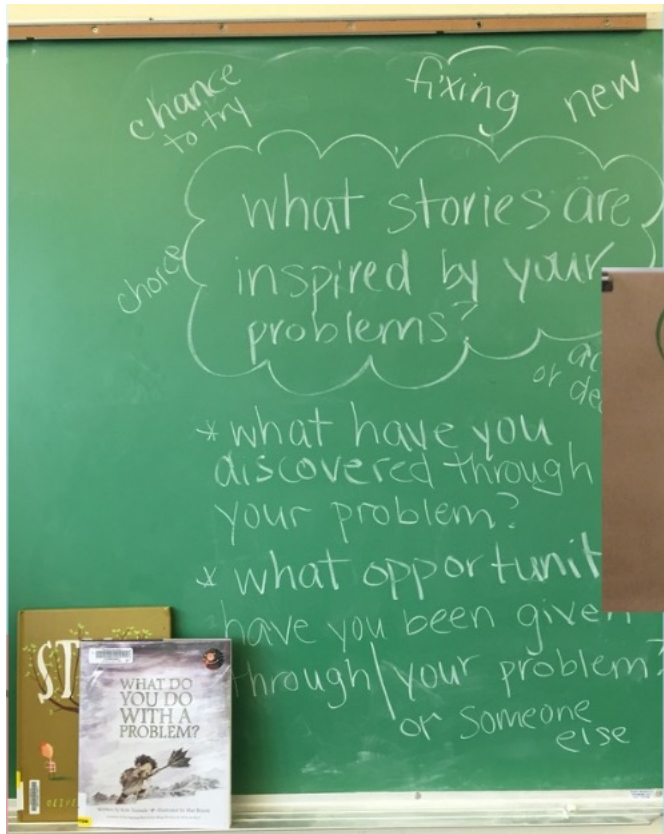 chance
to try
fixing
new
what stories are
inspired by your
problems?
choice
or
* what have you
discovered through
your problem?
* what opportunit
have you been given
through your problem?
or someone
else
WHAT DO
YOU DO
WITH A
PROBLEM?